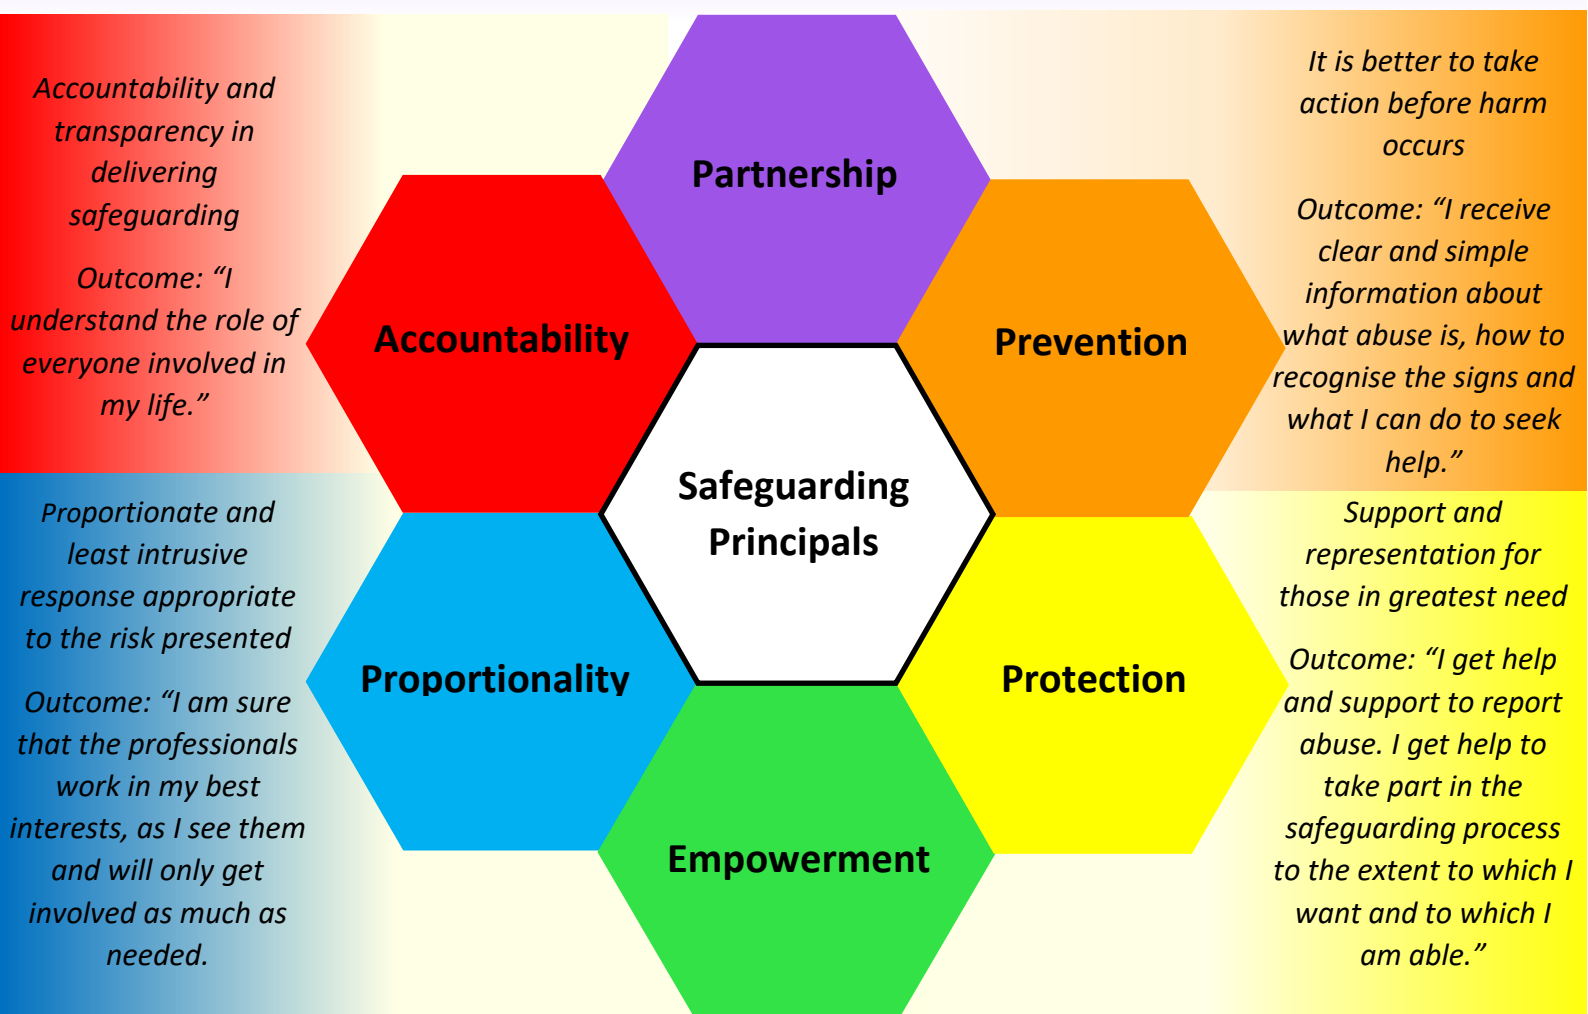 Accountability and
transparency in
delivering
safeguarding
Outcome: “I
understand the role of
everyone involved in
my life.”
Partnership
It is better to take
action before harm
occurs
Outcome: “I receive
clear and simple
information about
what abuse is, how to
recognise the signs and
what I can do to seek
help.”
Accountability
Prevention
Safeguarding
Principals
Proportionate and
least intrusive
response appropriate
to the risk presented
Outcome: “I am sure
that the professionals
work in my best
interests, as I see them
and will only get
involved as much as
needed.
Proportionality
Protection
Support and
representation for
those in greatest need
Outcome: “I get help
and support to report
abuse. I get help to
take part in the
safeguarding process
to the extent to which I
want and to which I
am able.”
Empowerment